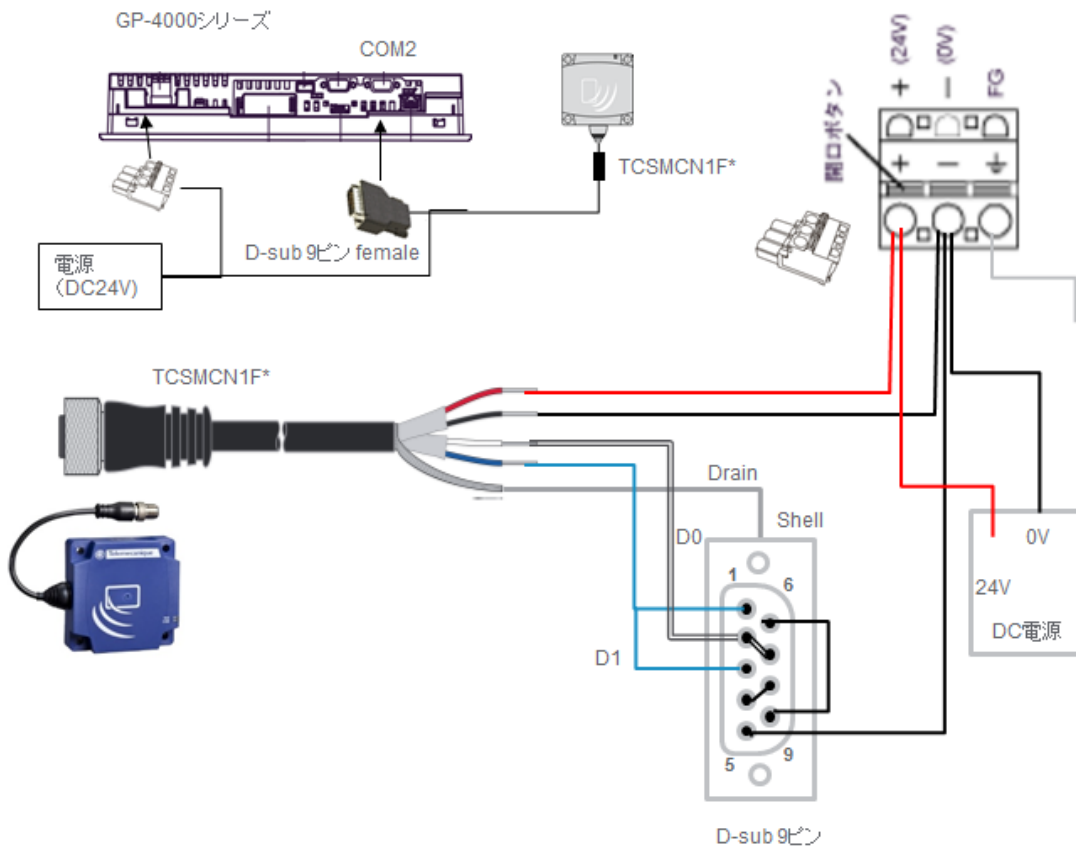 GP-4000シリーズ
COM2
TCSMCN1F*
D-sub 9ピン female
電源
(DC24V)
開口ボタン
+ (24V)
— (0V)
FG
+
—
TCSMCN1F*
Telemecanique
Drain
Shell
D0
1
6
D1
5
9
D-sub 9ピン
0V
24V
DC電源